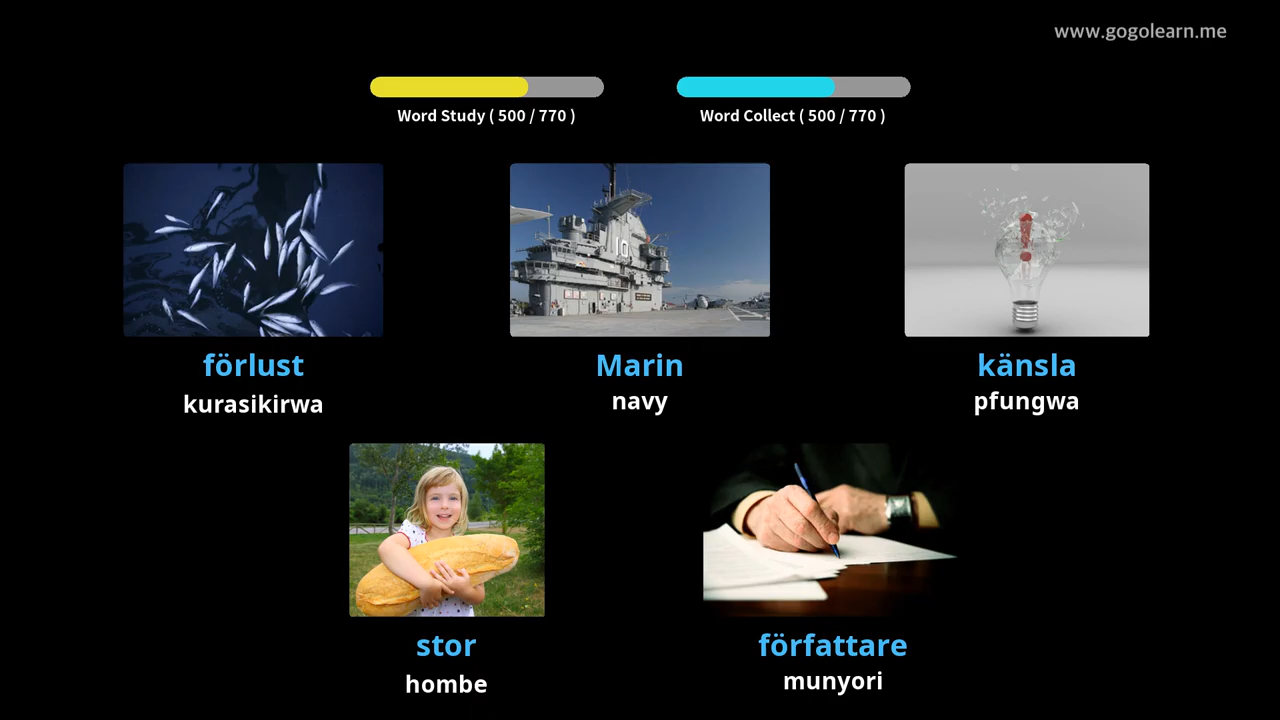 www.gogolearn.me
Word Study ( 500 / 770 )
Word Collect ( 500 / 770 )
förlust
kurasikirwa
Marin
navy
känsla
pfungwa
stor
hombe
författare
munyori
10